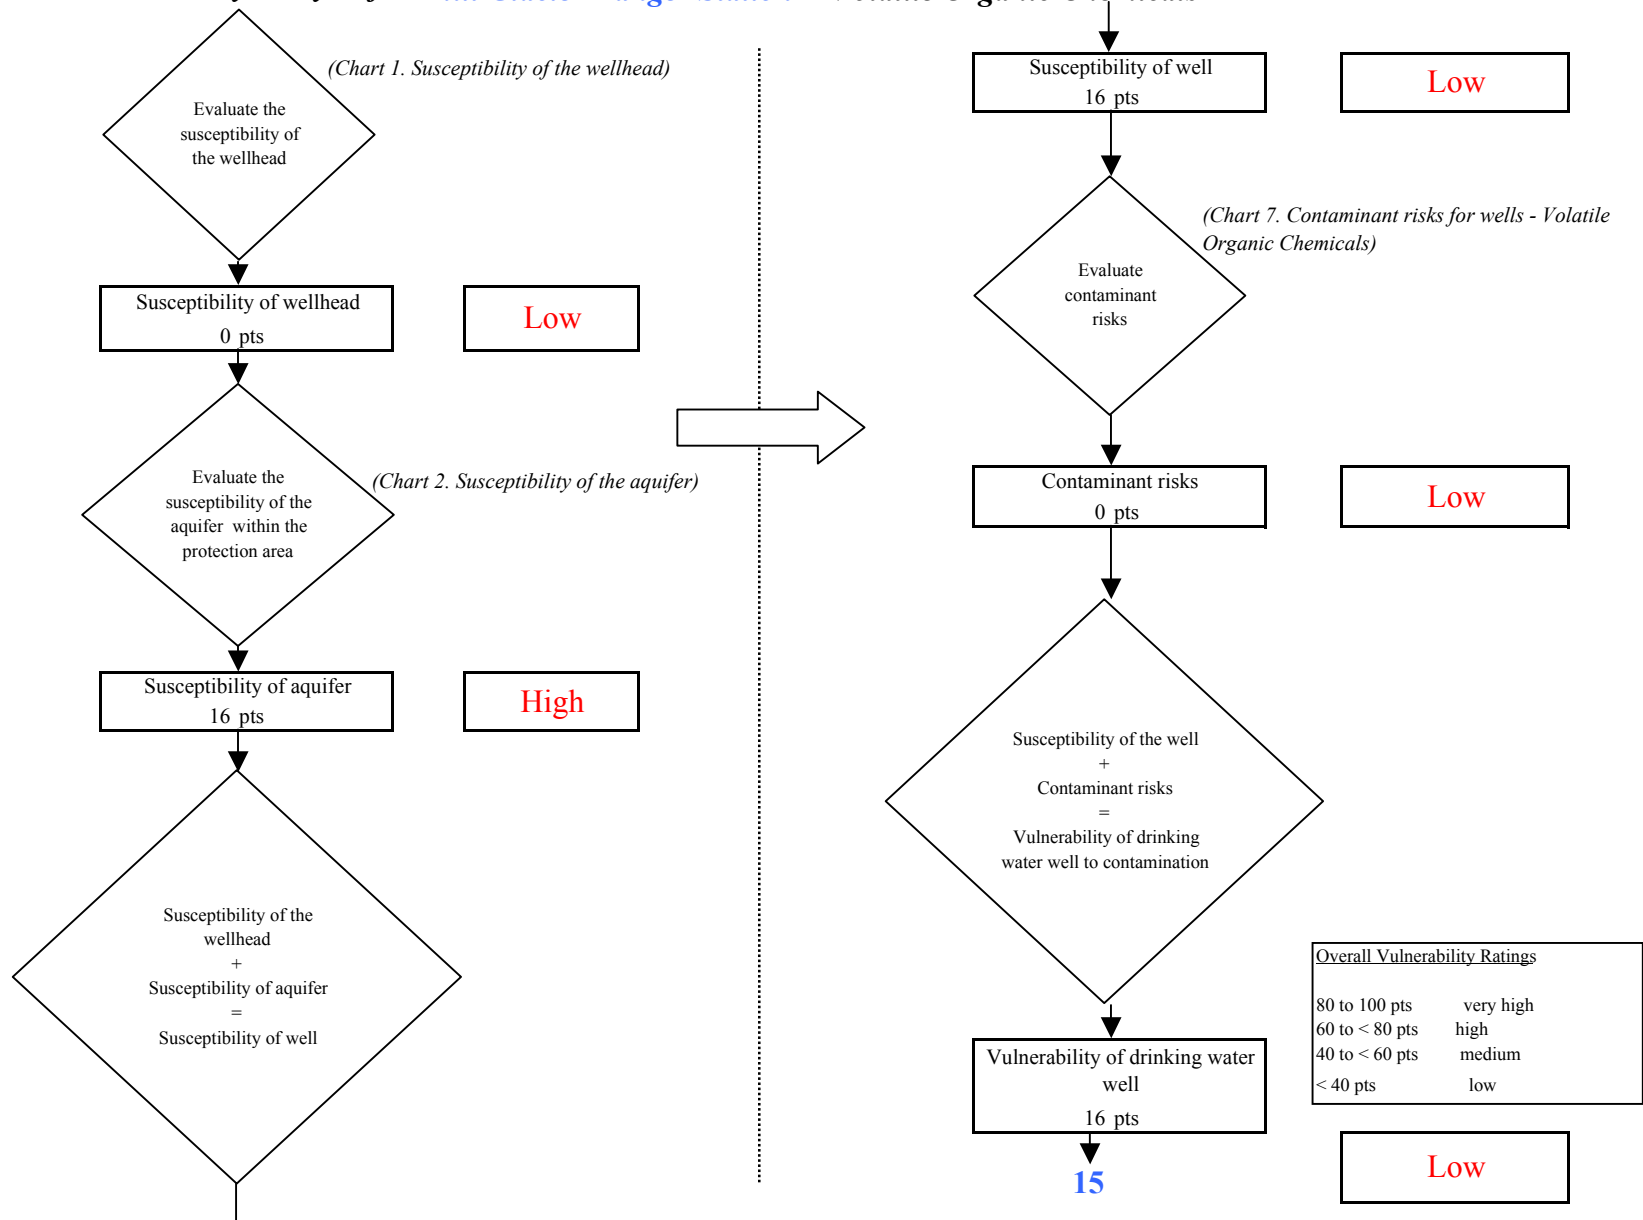 Volatile Organic Chemicals
(Chart 1. Susceptibility of the wellhead)
Evaluate the
susceptibility of
the wellhead
Susceptibility of wellhead
0 pts
Low
Evaluate the
susceptibility of the
aquifer within the
protection area
(Chart 2. Susceptibility of the aquifer)
Susceptibility of aquifer
16 pts
High
Susceptibility of the
wellhead
+
Susceptibility of aquifer
=
Susceptibility of well
Susceptibility of well
16 pts
Low
(Chart 7. Contaminant risks for wells - Volatile
Organic Chemicals)
Evaluate
contaminant
risks
Contaminant risks
0 pts
Low
Susceptibility of the well
+
Contaminant risks
=
Vulnerability of drinking
water well to contamination
Overall Vulnerability Ratings
80 to 100 pts very high
60 to < 80 pts high
40 to < 60 pts medium
< 40 pts low
Vulnerability of drinking water
well
16 pts
15
Low